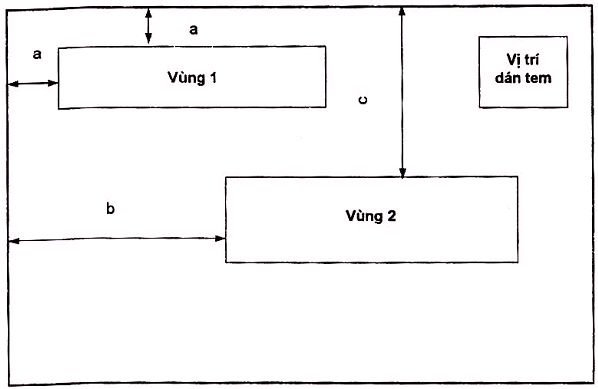 a
a
Vùng 1
Vị trí
dán tem
c
b
Vùng 2